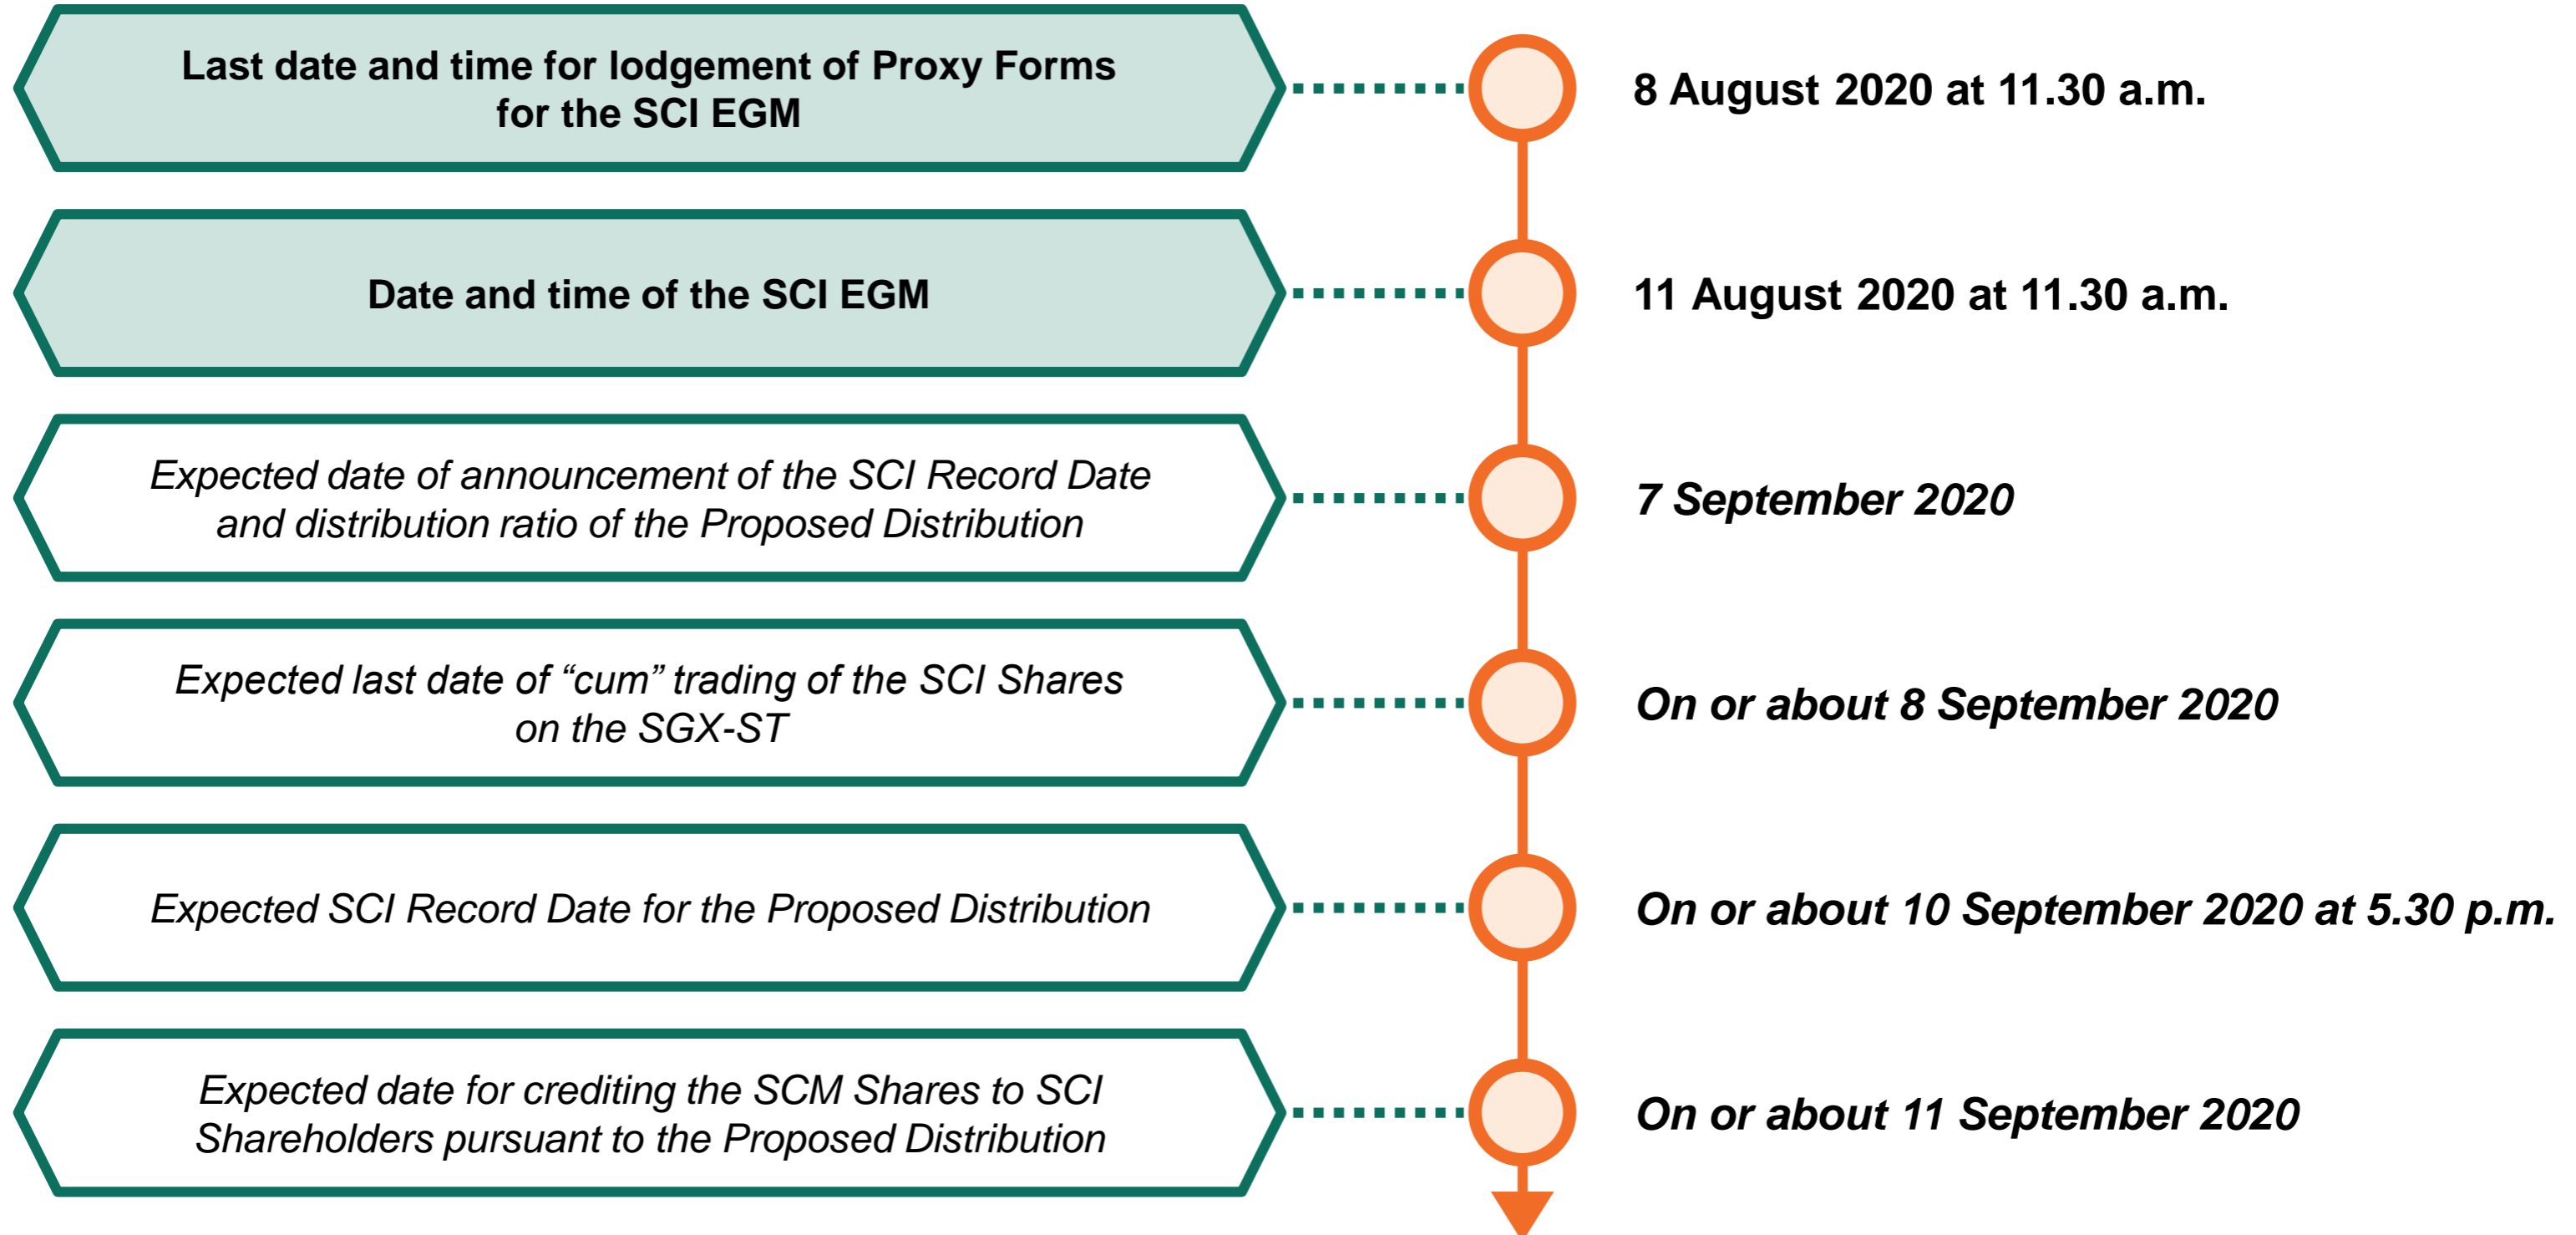 Last date and time for lodgement of Proxy Forms
for the SCI EGM
8 August 2020 at 11.30 a.m.
Date and time of the SCI EGM
11 August 2020 at 11.30 a.m.
Expected date of announcement of the SCI Record Date
and distribution ratio of the Proposed Distribution
7 September 2020
Expected last date of “cum” trading of the SCI Shares
on the SGX-ST
On or about 8 September 2020
Expected SCI Record Date for the Proposed Distribution
On or about 10 September 2020 at 5.30 p.m.
Expected date for crediting the SCM Shares to SCI
Shareholders pursuant to the Proposed Distribution
On or about 11 September 2020